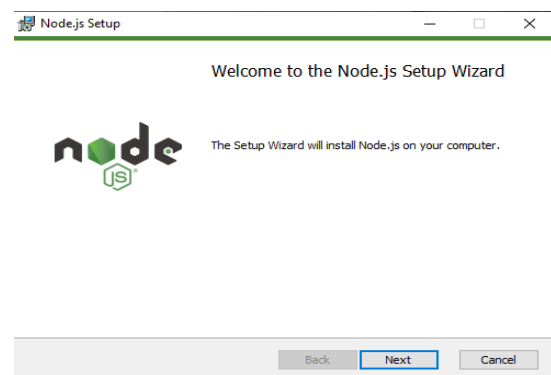 Node.js Setup
Welcome to the Node.js Setup Wizard
node
JS
The Setup Wizard will install Node.js on your computer.
Back Next Cancel